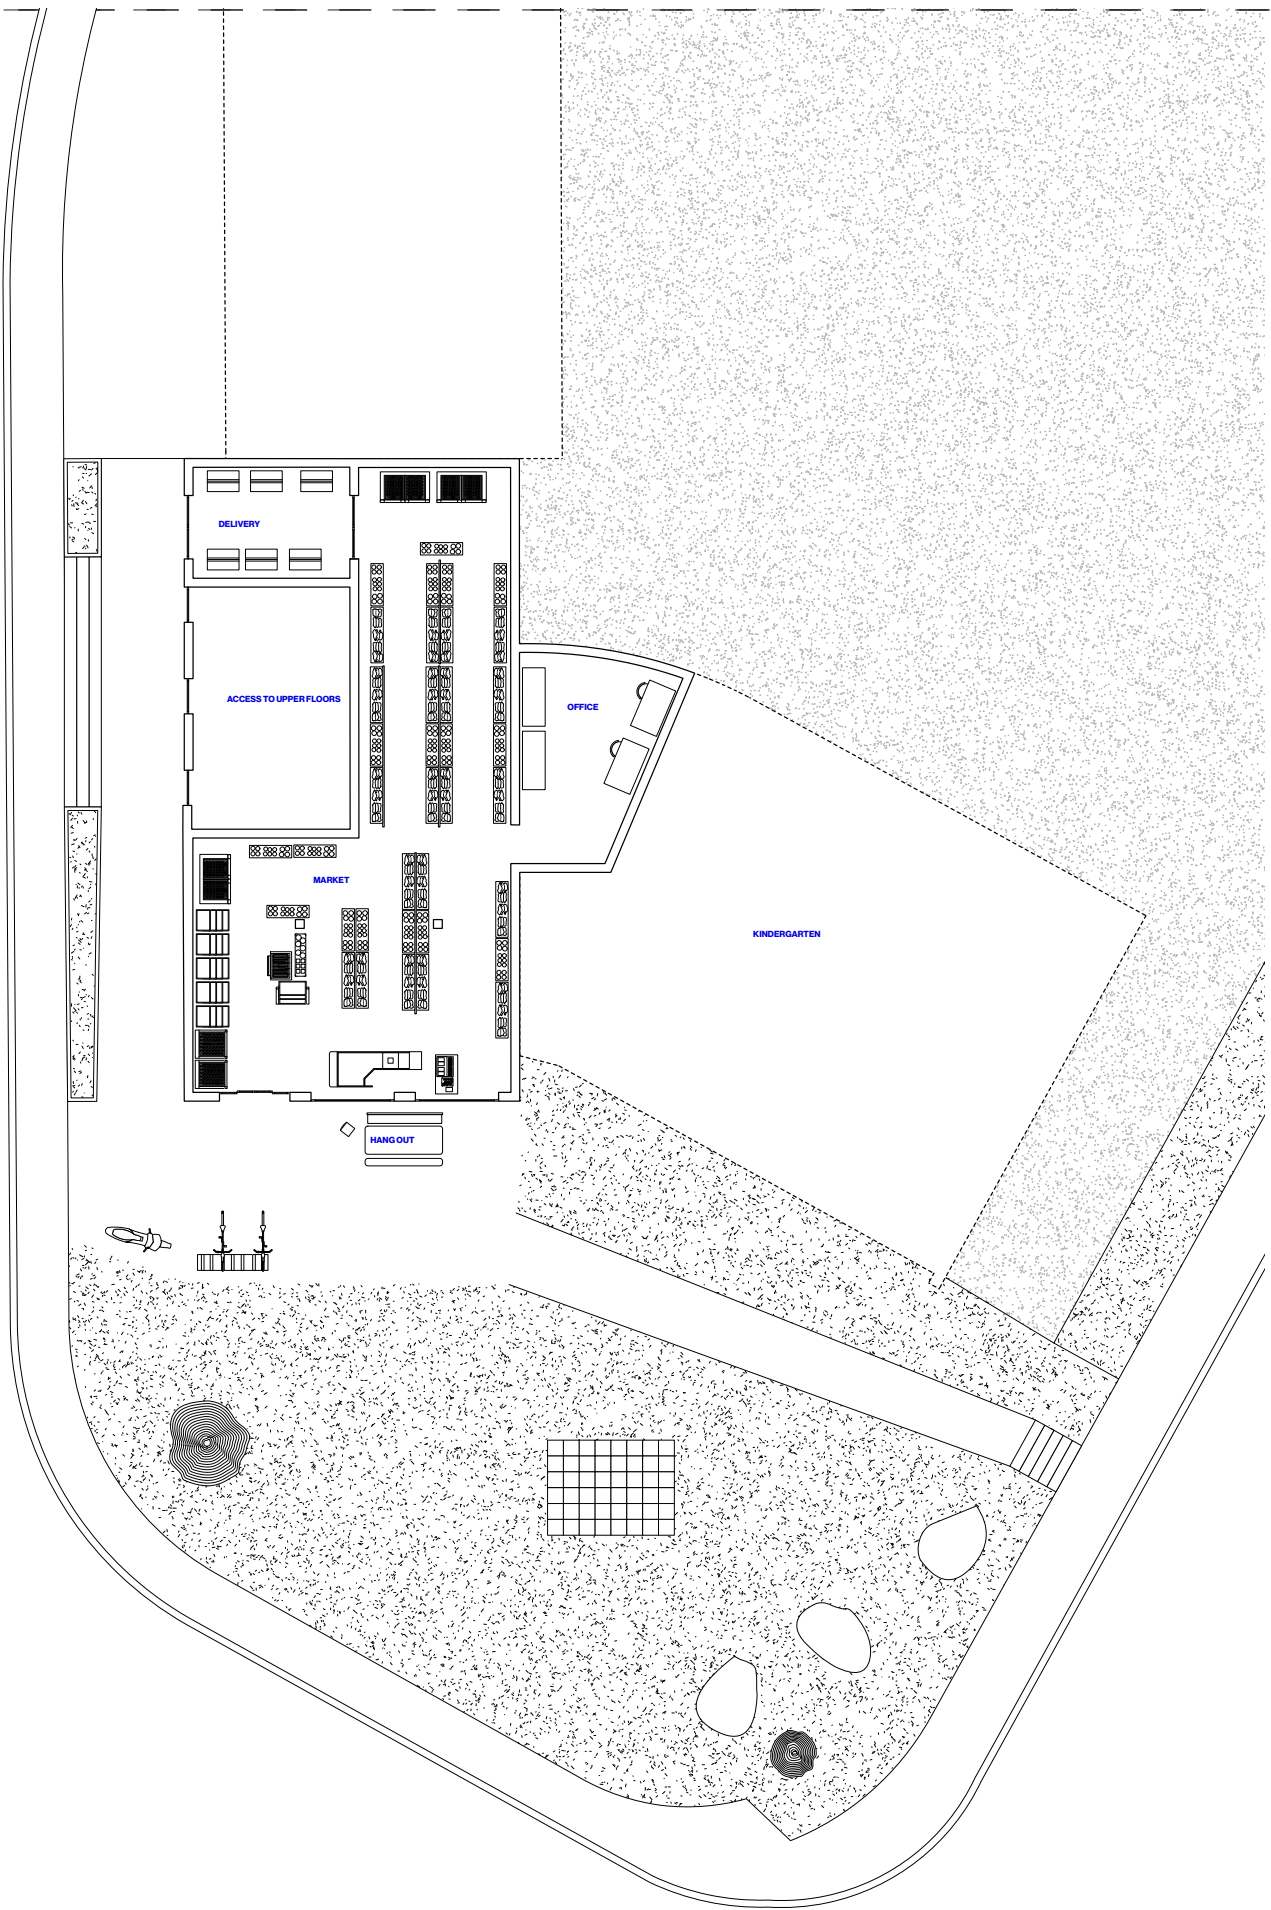 DELIVERY
ACCESS TO UPPER FLOORS
OFFICE
MARKET
KINDERGARTEN
HANG OUT